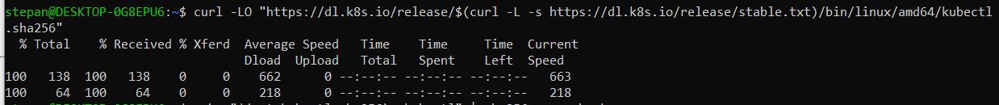 stepan@DESKTOP-0G8EPU6:~$ curl -LO "https://dl.k8s.io/release/$(curl -L -s https://dl.k8s.io/release/stable.txt)/bin/linux/amd64/kubectl
.sha256"
% Total % Received % Xferd Average Speed Time Time Time Current
Dload Upload Total Spent Left Speed
100 138 100 138 0 0 662 0 --:--:-- --:--:-- --:--:-- 663
100 64 100 64 0 0 218 0 --:--:-- --:--:-- --:--:-- 218